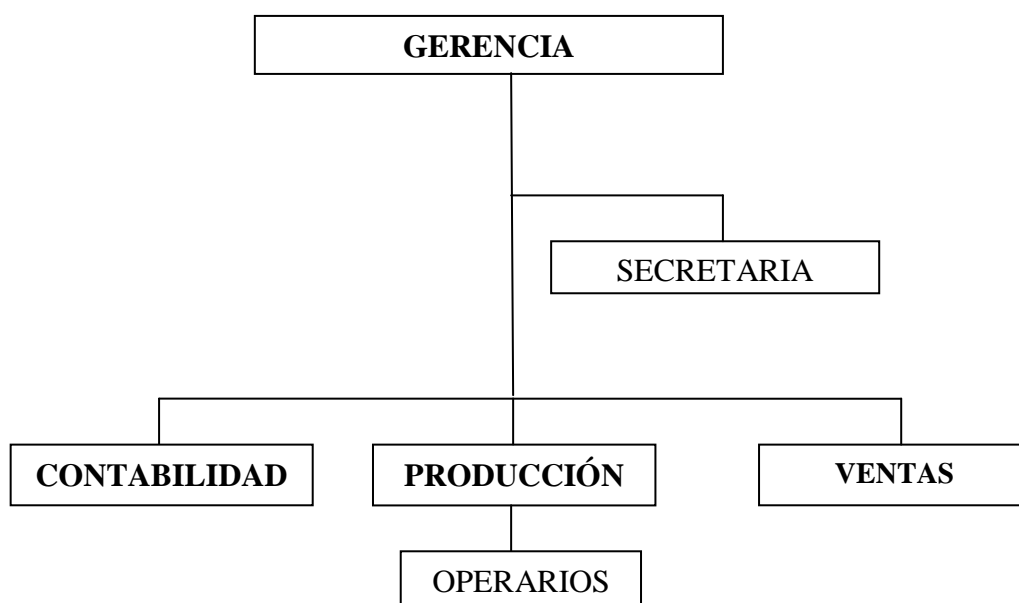 GERENCIA
SECRETARIA
CONTABILIDAD
PRODUCCIÓN
VENTAS
OPERARIOS